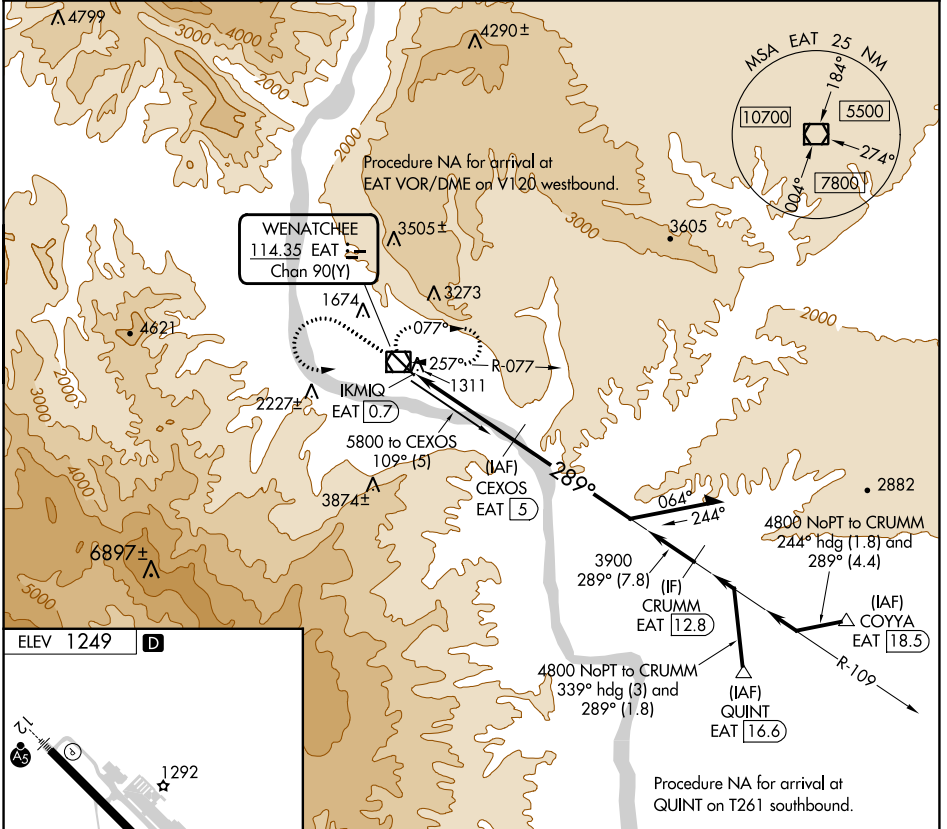 4799
3000
4000
2000
4290±
MSA EAT 25 NM
184°
10700
5500
274°
7800
004°
2000
Procedure NA for arrival at
EAT VOR/DME on V120 westbound.
3000
3605
WENATCHEE
114.35 EAT
Chan 90(Y)
3505±
3273
1674
2000
4621
077°
257°
R-077
1311
IKMIQ
EAT 0.7
2227±
3000
5800 to CEXOS
109° (5)
(IAF)
CEXOS
EAT 5
289°
4000
3874±
064°
244°
2882
4800 NoPT to CRUMM
244° hdg (1.8) and
289° (4.4)
6897±
5000
3900
289° (7.8)
(IF)
CRUMM
EAT 12.8
(IAF)
COYYA
EAT 18.5
R-109
4800 NoPT to CRUMM
339° hdg (3) and
289° (1.8)
(IAF)
QUINT
EAT 16.6
Procedure NA for arrival at
QUINT on T261 southbound.
ELEV 1249 D
12
A5
P
1292